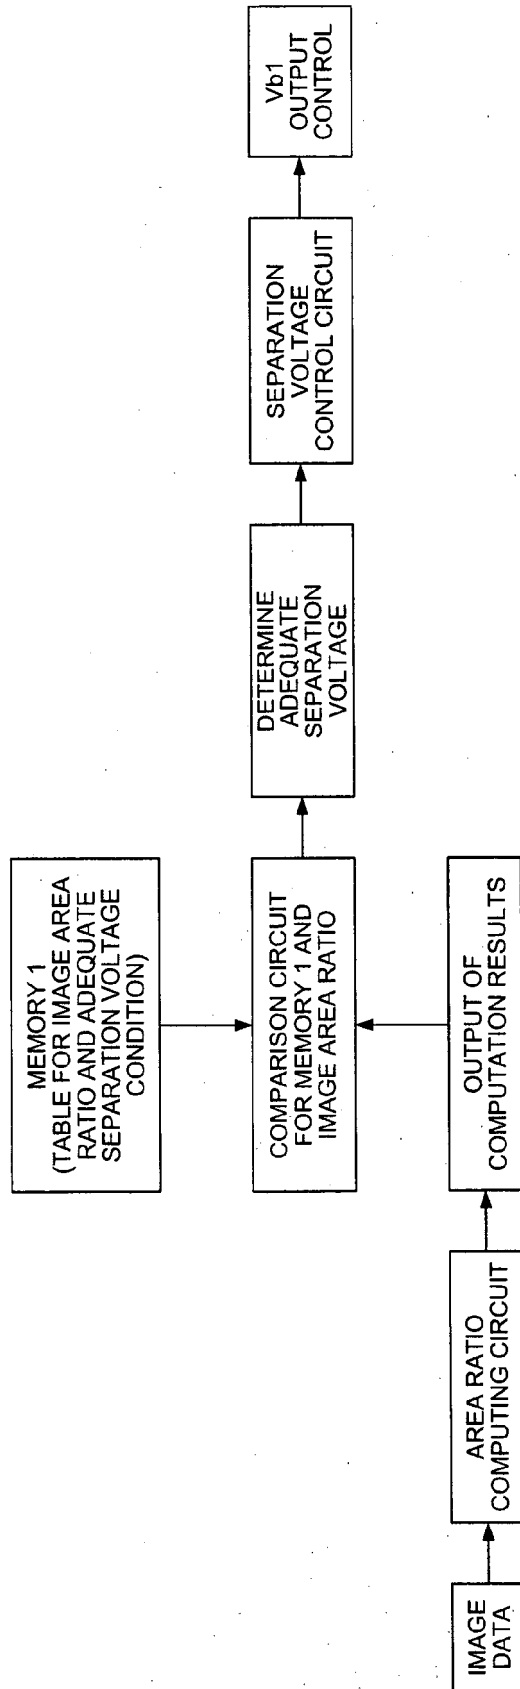 IMAGE
DATA
AREA RATIO
COMPUTING CIRCUIT
OUTPUT OF
COMPUTATION RESULTS
MEMORY 1
(TABLE FOR IMAGE AREA
RATIO AND ADEQUATE
SEPARATION VOLTAGE
CONDITION)
COMPARISON CIRCUIT
FOR MEMORY 1 AND
IMAGE AREA RATIO
DETERMINE
ADEQUATE
SEPARATION
VOLTAGE
SEPARATION
VOLTAGE
CONTROL CIRCUIT
Vb1
OUTPUT
CONTROL